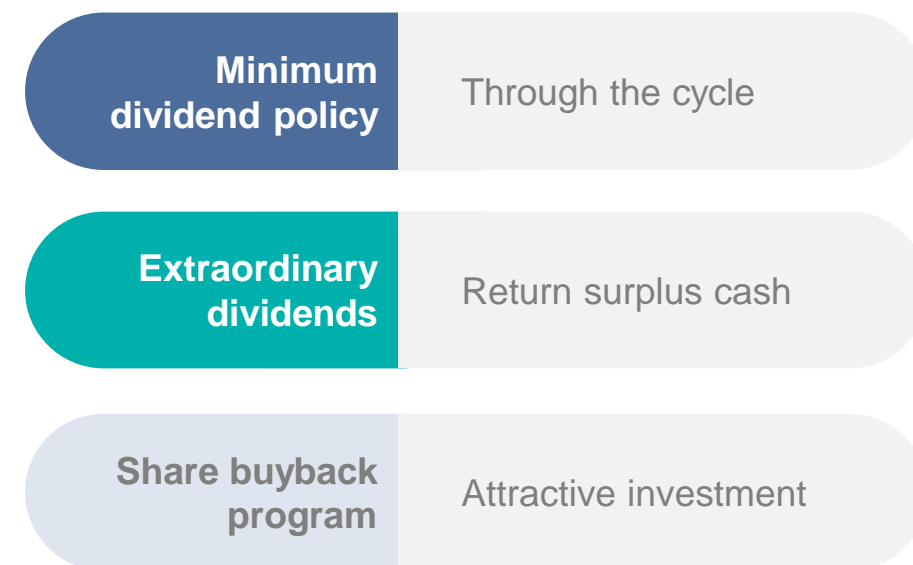 Minimum
dividend policy
Through the cycle
Extraordinary
dividends
Return surplus cash
Share buyback
program
Attractive investment